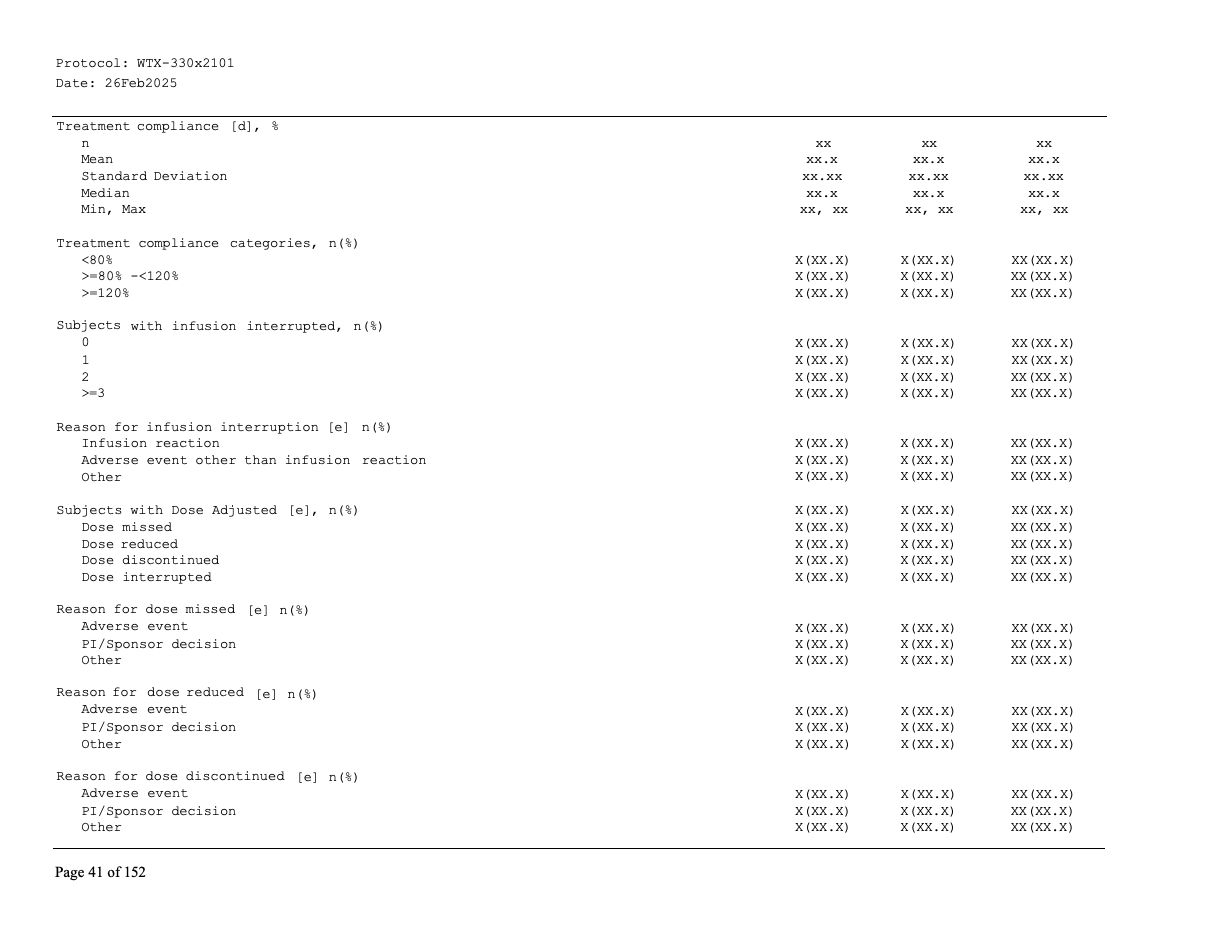 Protocol: WTX-330x2101
Date: 26Feb2025
Treatment compliance [d], %
n xx xx xx
Mean xx.x xx.x xx.x
Standard Deviation xx.xx xx.xx xx.xx
Median xx.x xx.x xx.x
Min, Max xx, xx xx, xx xx, xx
Treatment compliance categories, n(%)
<80% X(XX.X) X(XX.X) XX(XX.X)
>=80% -<120% X(XX.X) X(XX.X) XX(XX.X)
>=120% X(XX.X) X(XX.X) XX(XX.X)
Subjects with infusion interrupted, n(%)
0 X(XX.X) X(XX.X) XX(XX.X)
1 X(XX.X) X(XX.X) XX(XX.X)
2 X(XX.X) X(XX.X) XX(XX.X)
>=3 X(XX.X) X(XX.X) XX(XX.X)
Reason for infusion interruption [e] n(%)
Infusion reaction X(XX.X) X(XX.X) XX(XX.X)
Adverse event other than infusion reaction X(XX.X) X(XX.X) XX(XX.X)
Other X(XX.X) X(XX.X) XX(XX.X)
Subjects with Dose Adjusted [e], n(%) X(XX.X) X(XX.X) XX(XX.X)
Dose missed X(XX.X) X(XX.X) XX(XX.X)
Dose reduced X(XX.X) X(XX.X) XX(XX.X)
Dose discontinued X(XX.X) X(XX.X) XX(XX.X)
Dose interrupted X(XX.X) X(XX.X) XX(XX.X)
Reason for dose missed [e] n(%)
Adverse event X(XX.X) X(XX.X) XX(XX.X)
PI/Sponsor decision X(XX.X) X(XX.X) XX(XX.X)
Other X(XX.X) X(XX.X) XX(XX.X)
Reason for dose reduced [e] n(%)
Adverse event X(XX.X) X(XX.X) XX(XX.X)
PI/Sponsor decision X(XX.X) X(XX.X) XX(XX.X)
Other X(XX.X) X(XX.X) XX(XX.X)
Reason for dose discontinued [e] n(%)
Adverse event X(XX.X) X(XX.X) XX(XX.X)
PI/Sponsor decision X(XX.X) X(XX.X) XX(XX.X)
Other X(XX.X) X(XX.X) XX(XX.X)
Page 41 of 152